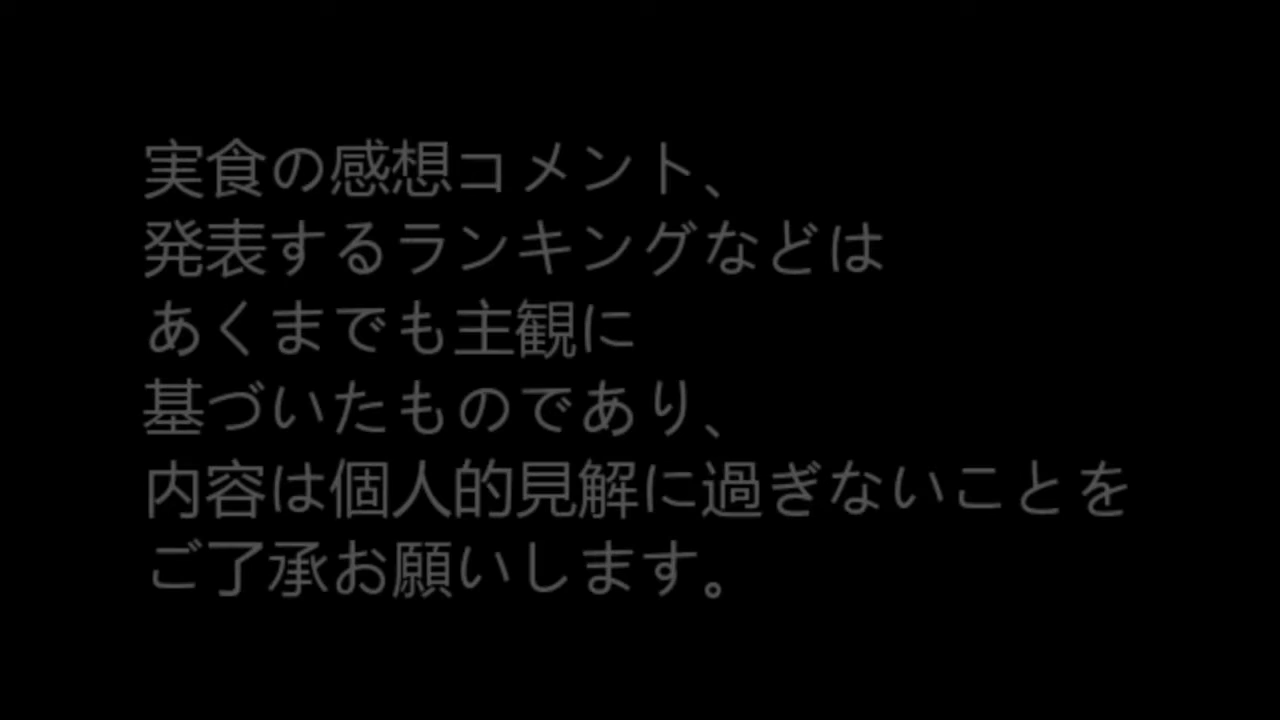 実食の感想コメント、
発表するランキングなどは
あくまでも主観に
基づいたものであり、
内容は個人的見解に過ぎないことを
ご了承お願いします。